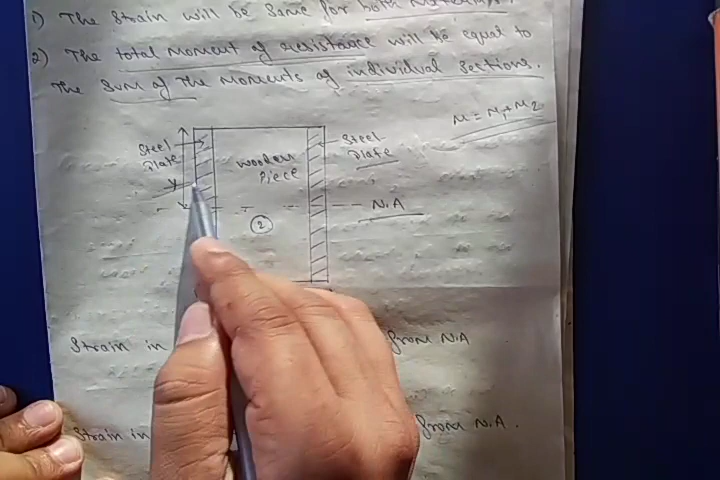 1) The Strain will be Same for both Materials.
2) The total Moment of resistance will be equal to
The Sum of The Moments of individual Sections.
M = M1 + M2
Steel
Plate
y
wooden
Piece
Steel
Plate
N.A
2
Strain in
from N.A
Strain in
from N.A.